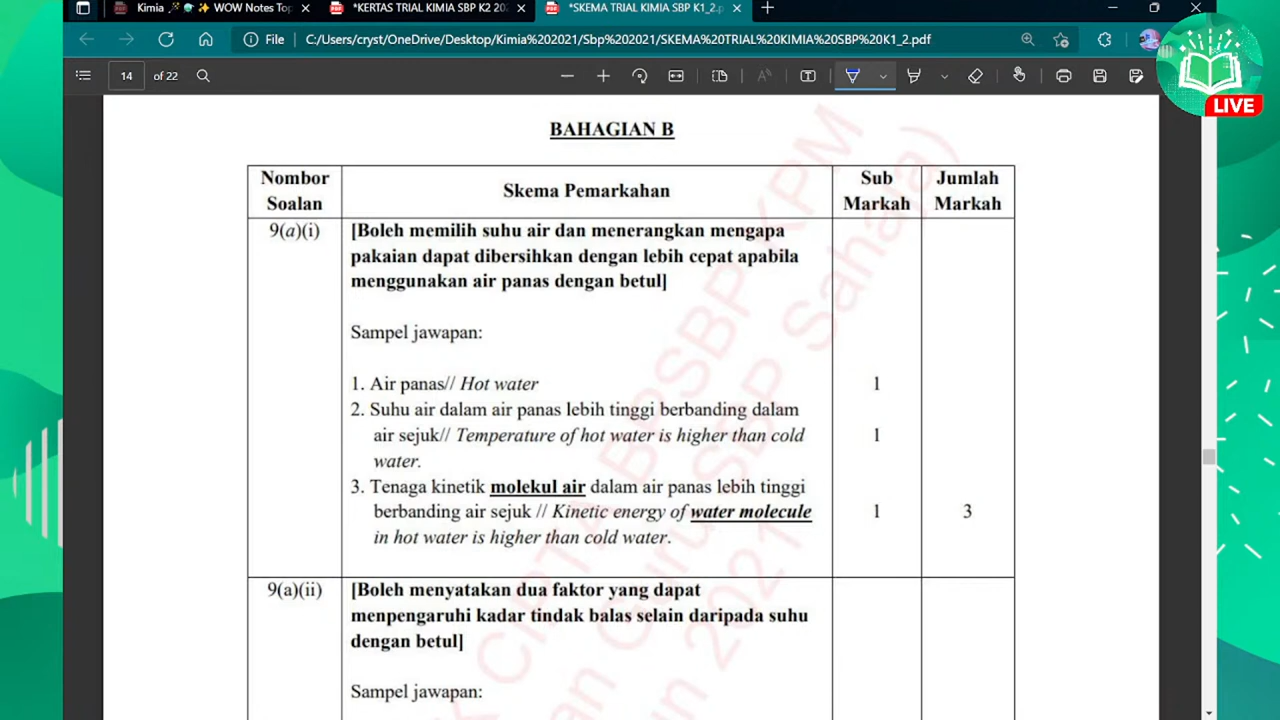 Kimia 🪄🧪✨ WOW Notes Top
*KERTAS TRIAL KIMIA SBP K2 202
*SKEMA TRIAL KIMIA SBP K1_2.p
File
C:/Users/cryst/OneDrive/Desktop/Kimia%202021/Sbp%202021/SKEMA%20TRIAL%20KIMIA%20SBP%20K1_2.pdf
14 of 22
LIVE
BAHAGIAN B
Nombor Soalan
Skema Pemarkahan
Sub Markah
Jumlah Markah
9(a)(i)
[Boleh memilih suhu air dan menerangkan mengapa
pakaian dapat dibersihkan dengan lebih cepat apabila
menggunakan air panas dengan betul]
Sampel jawapan:
1. Air panas// Hot water 1
2. Suhu air dalam air panas lebih tinggi berbanding dalam
air sejuk// Temperature of hot water is higher than cold 1
water.
3. Tenaga kinetik molekul air dalam air panas lebih tinggi
berbanding air sejuk // Kinetic energy of water molecule 1 3
in hot water is higher than cold water.
9(a)(ii)
[Boleh menyatakan dua faktor yang dapat
menpengaruhi kadar tindak balas selain daripada suhu
dengan betul]
Sampel jawapan: